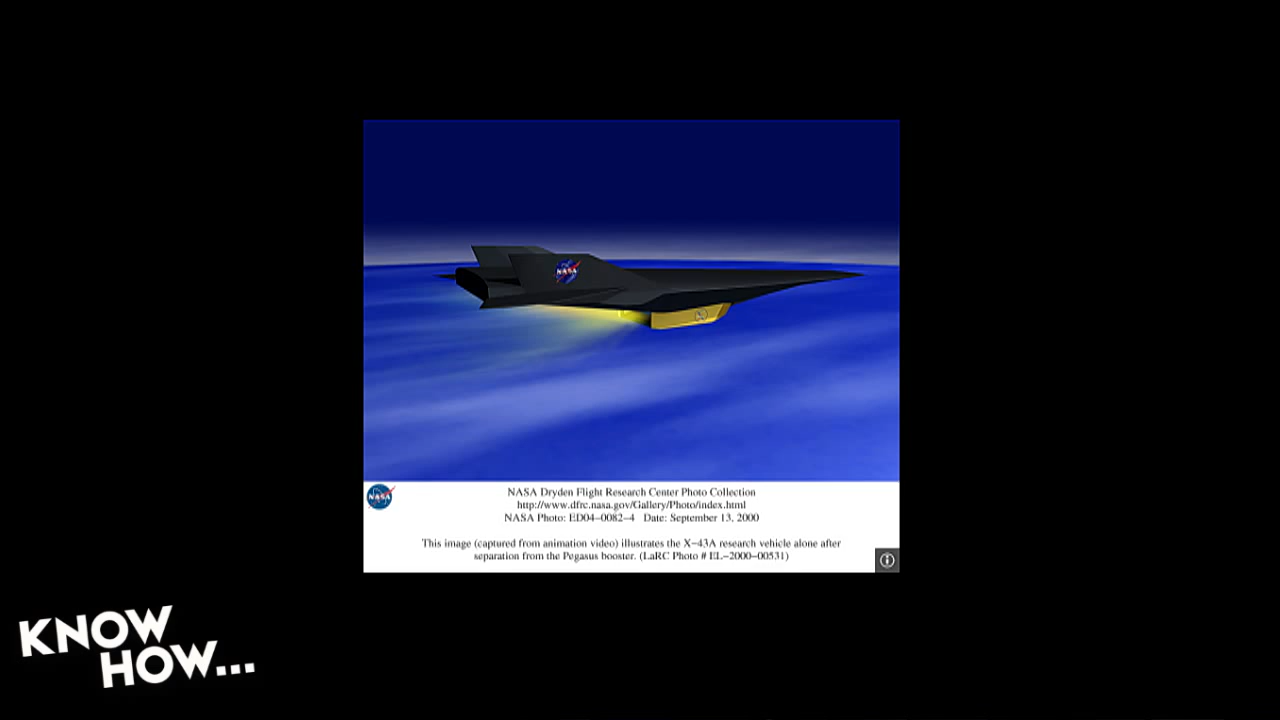 NASA
NASA
NASA Dryden Flight Research Center Photo Collection
http://www.dfrc.nasa.gov/Gallery/Photo/index.html
NASA Photo: ED04-0082-4 Date: September 13, 2000
This image (captured from animation video) illustrates the X-43A research vehicle alone after
separation from the Pegasus booster. (LaRC Photo # EL-2000-00531)
KNOW
HOW...